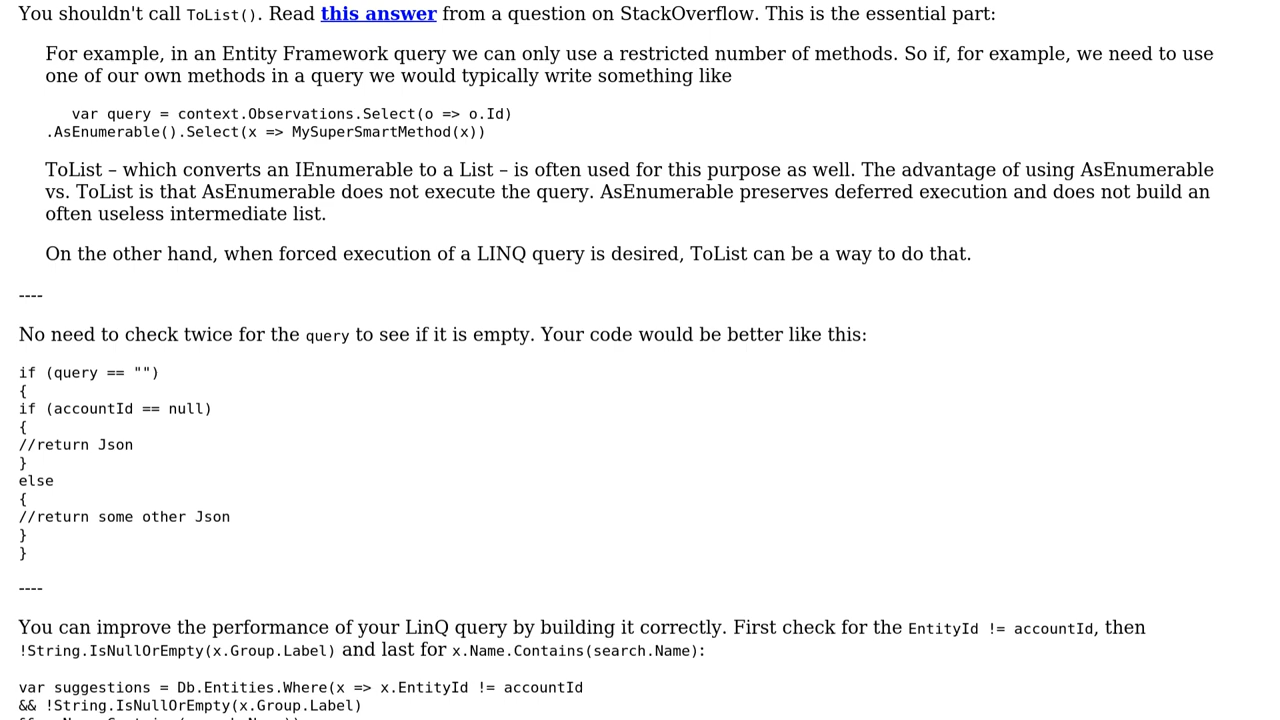 You shouldn't call ToList(). Read this answer from a question on StackOverflow. This is the essential part:
For example, in an Entity Framework query we can only use a restricted number of methods. So if, for example, we need to use
one of our own methods in a query we would typically write something like
var query = context.Observations.Select(o => o.Id)
.AsEnumerable().Select(x => MySuperSmartMethod(x))
ToList – which converts an IEnumerable to a List – is often used for this purpose as well. The advantage of using AsEnumerable
vs. ToList is that AsEnumerable does not execute the query. AsEnumerable preserves deferred execution and does not build an
often useless intermediate list.
On the other hand, when forced execution of a LINQ query is desired, ToList can be a way to do that.
----
No need to check twice for the query to see if it is empty. Your code would be better like this:
if (query == "")
{
if (accountId == null)
{
//return Json
}
else
{
//return some other Json
}
}
----
You can improve the performance of your LinQ query by building it correctly. First check for the EntityId != accountId, then
!String.IsNullOrEmpty(x.Group.Label) and last for x.Name.Contains(search.Name):
var suggestions = Db.Entities.Where(x => x.EntityId != accountId
&& !String.IsNullOrEmpty(x.Group.Label)